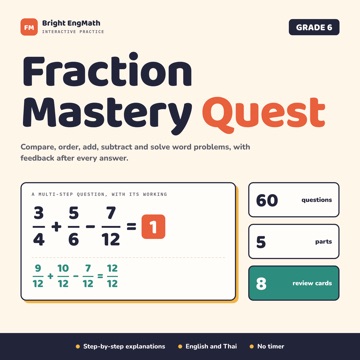 FM
Bright EngMath
INTERACTIVE PRACTICE
GRADE 6
Fraction
Mastery Quest
Compare, order, add, subtract and solve word problems, with
feedback after every answer.
A MULTI-STEP QUESTION, WITH ITS WORKING
3/4 + 5/6 − 7/12 = 1
9/12 + 10/12 − 7/12 = 12/12
60 questions
5 parts
8 review cards
Step-by-step explanations • English and Thai • No timer